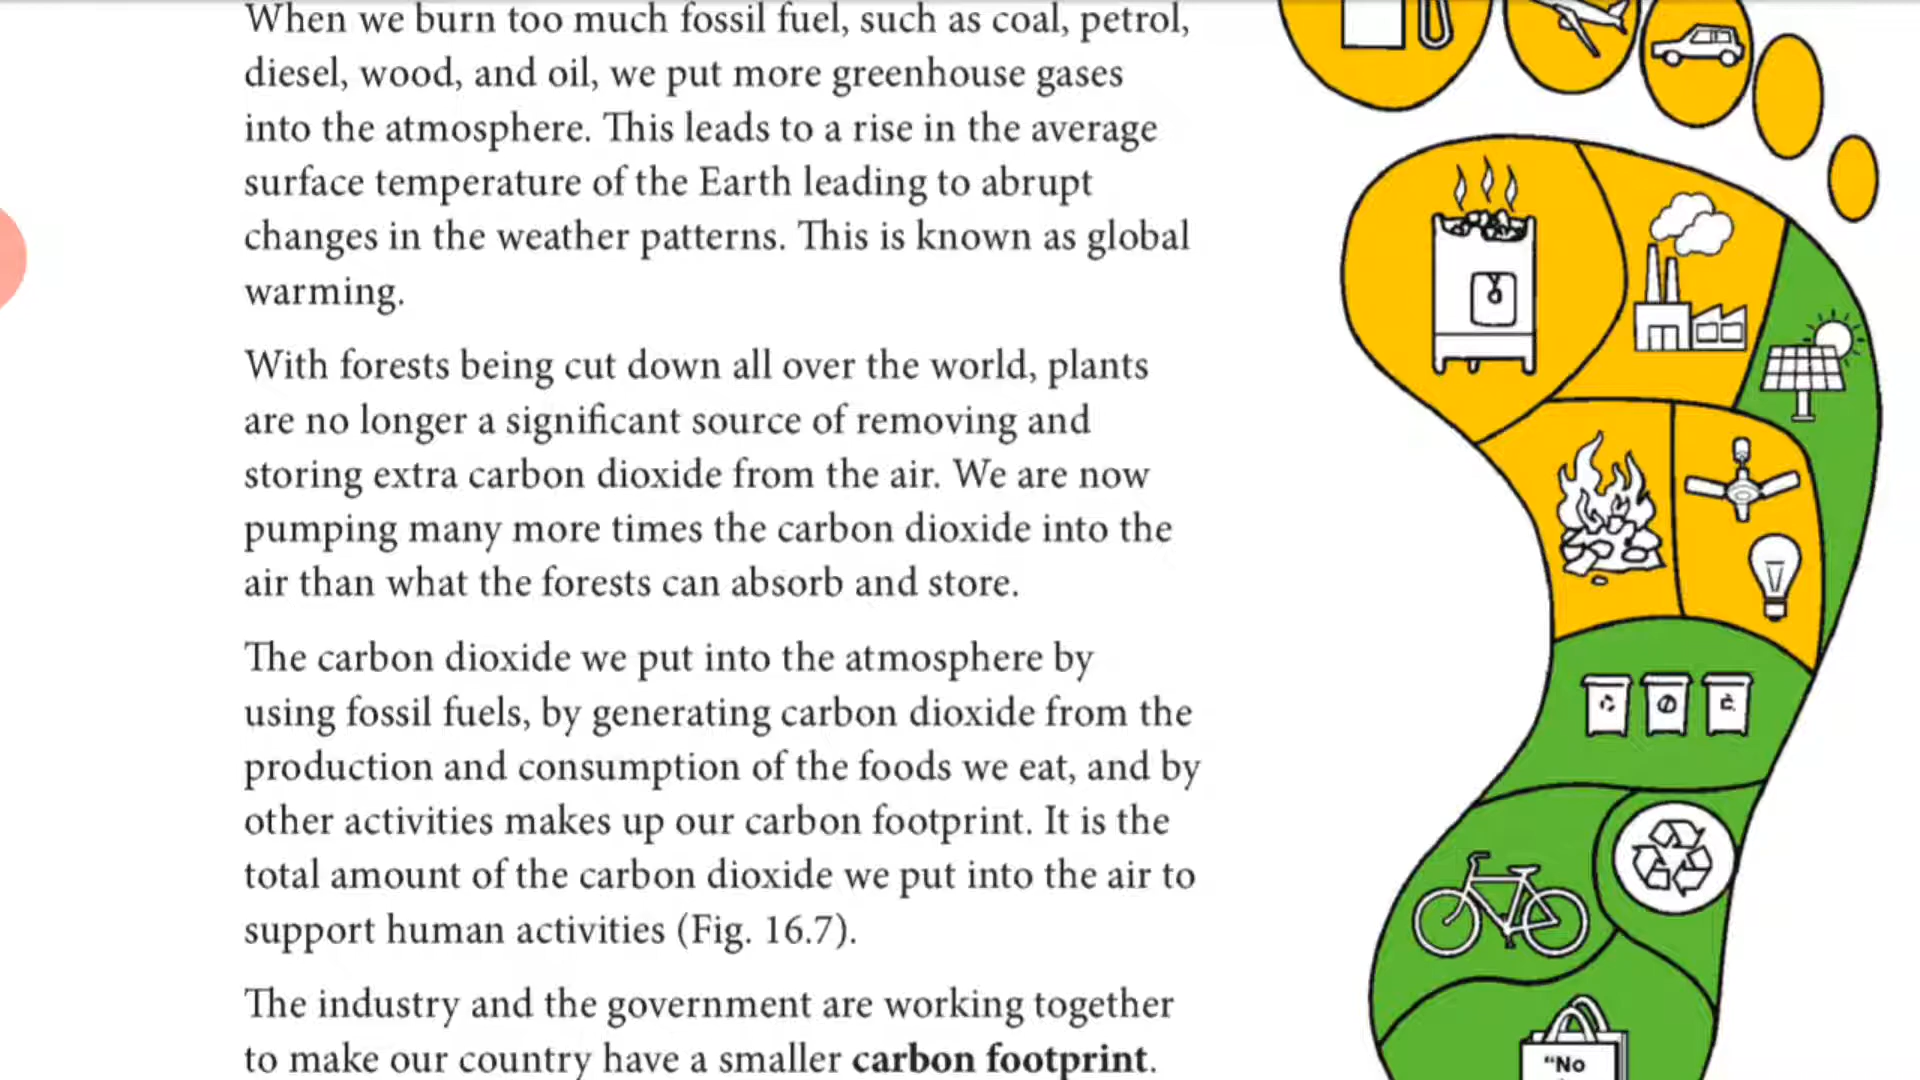 When we burn too much fossil fuel, such as coal, petrol,
diesel, wood, and oil, we put more greenhouse gases
into the atmosphere. This leads to a rise in the average
surface temperature of the Earth leading to abrupt
changes in the weather patterns. This is known as global
warming.
With forests being cut down all over the world, plants
are no longer a significant source of removing and
storing extra carbon dioxide from the air. We are now
pumping many more times the carbon dioxide into the
air than what the forests can absorb and store.
The carbon dioxide we put into the atmosphere by
using fossil fuels, by generating carbon dioxide from the
production and consumption of the foods we eat, and by
other activities makes up our carbon footprint. It is the
total amount of the carbon dioxide we put into the air to
support human activities (Fig. 16.7).
The industry and the government are working together
to make our country have a smaller carbon footprint.
“No